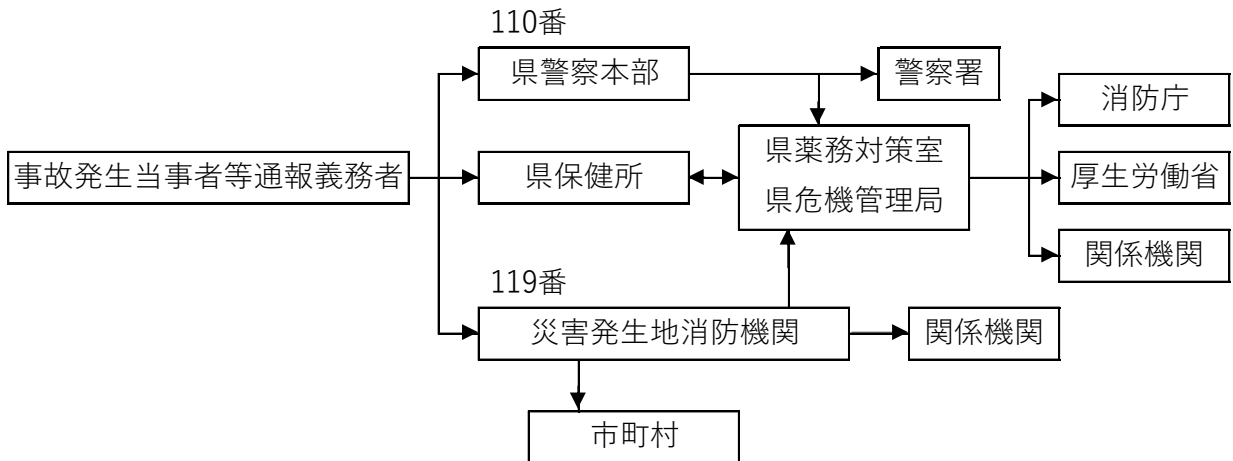 110番
県警察本部
警察署
消防庁
事故発生当事者等通報義務者
県保健所
県薬務対策室
県危機管理局
厚生労働省
関係機関
119番
災害発生地消防機関
関係機関
市町村